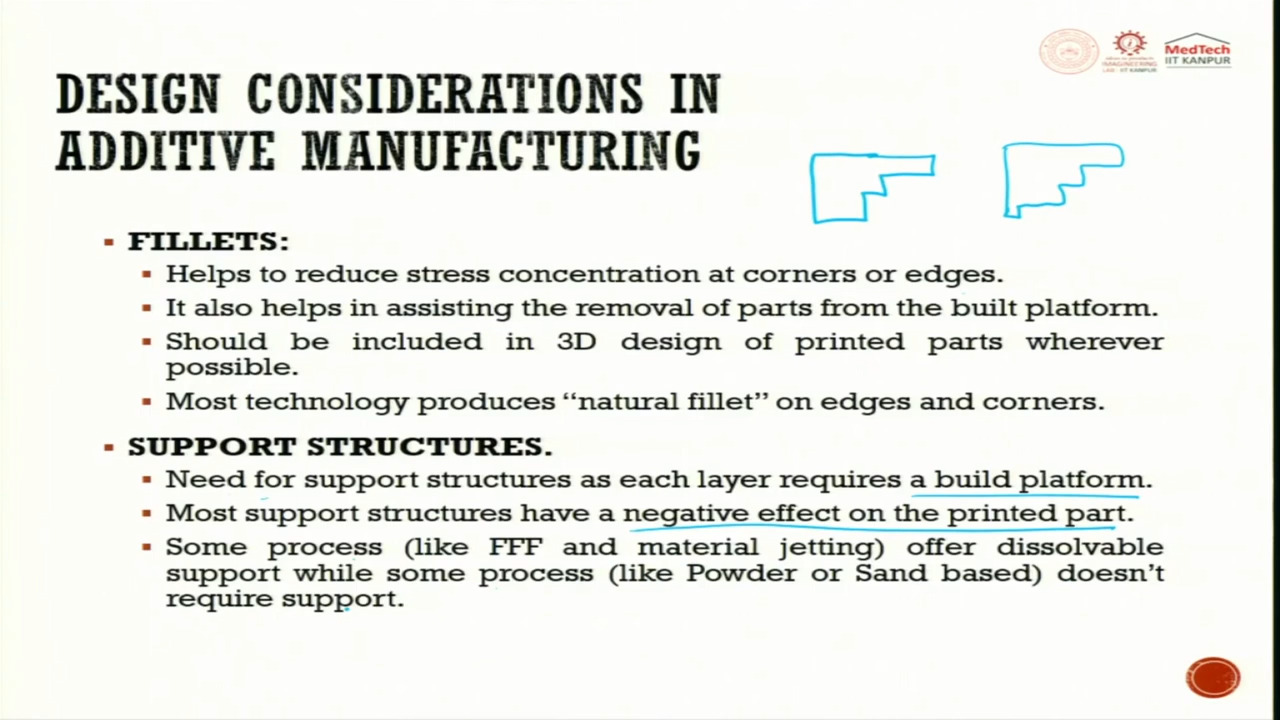 MedTech
IIT KANPUR
IMAGINEERING
LAB | IIT KANPUR
DESIGN CONSIDERATIONS IN
ADDITIVE MANUFACTURING
FILLETS:
Helps to reduce stress concentration at corners or edges.
It also helps in assisting the removal of parts from the built platform.
Should be included in 3D design of printed parts wherever
possible.
Most technology produces “natural fillet” on edges and corners.
SUPPORT STRUCTURES.
Need for support structures as each layer requires a build platform.
Most support structures have a negative effect on the printed part.
Some process (like FFF and material jetting) offer dissolvable
support while some process (like Powder or Sand based) doesn’t
require support.